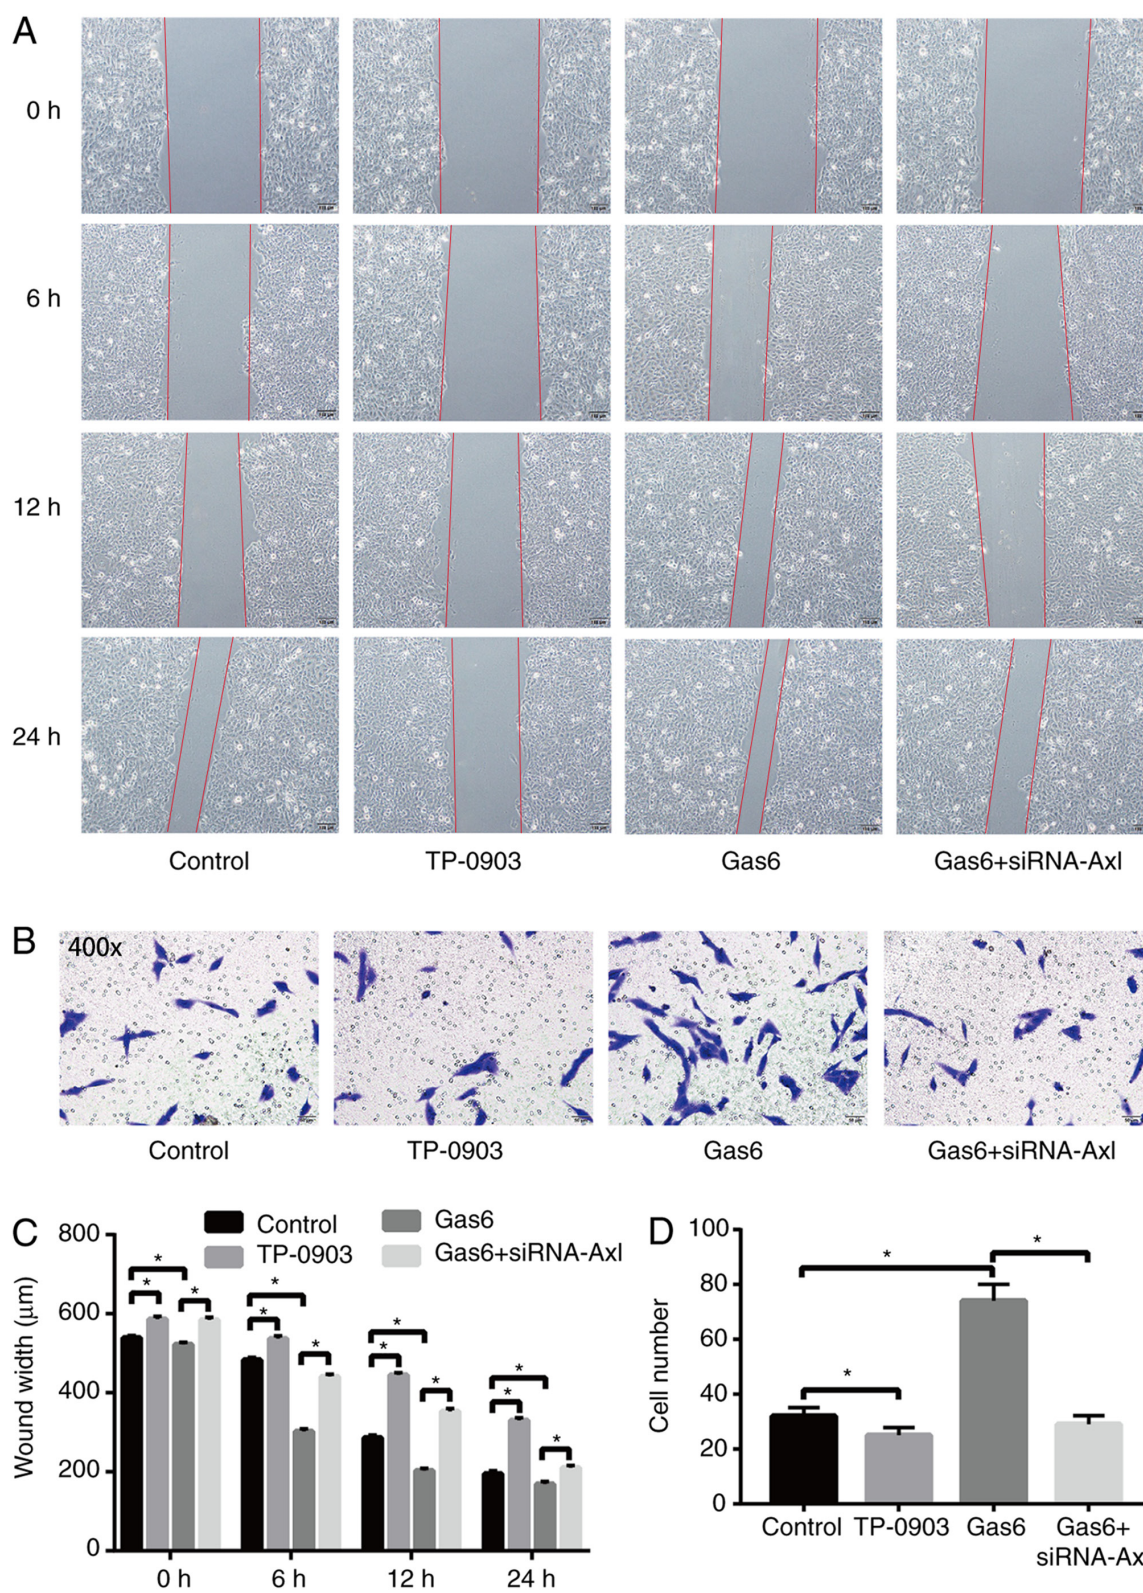 A
0 h
6 h
12 h
24 h
Control TP-0903 Gas6 Gas6+siRNA-Axl
B
400x
Control TP-0903 Gas6 Gas6+siRNA-Axl
C
Control Gas6
TP-0903 Gas6+siRNA-Axl
Wound width (μm)
800
600
400
200
0
* * *
* * *
* * *
* * *
0 h 6 h 12 h 24 h
D
Cell number
100
80
60
40
20
0
* * *
Control TP-0903 Gas6 Gas6+
siRNA-Ax